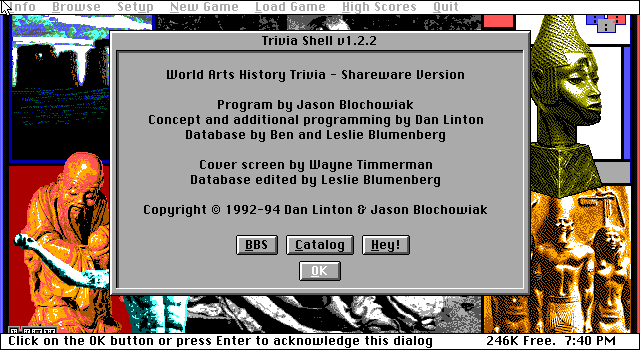 Info Browse Setup New Game Load Game High Scores Quit
Trivia Shell v1.2.2
World Arts History Trivia - Shareware Version
Program by Jason Blochowiak
Concept and additional programming by Dan Linton
Database by Ben and Leslie Blumenberg
Cover screen by Wayne Timmerman
Database edited by Leslie Blumenberg
Copyright © 1992-94 Dan Linton & Jason Blochowiak
BBS Catalog Hey!
OK
Click on the OK button or press Enter to acknowledge this dialog 246K Free. 7:40 PM